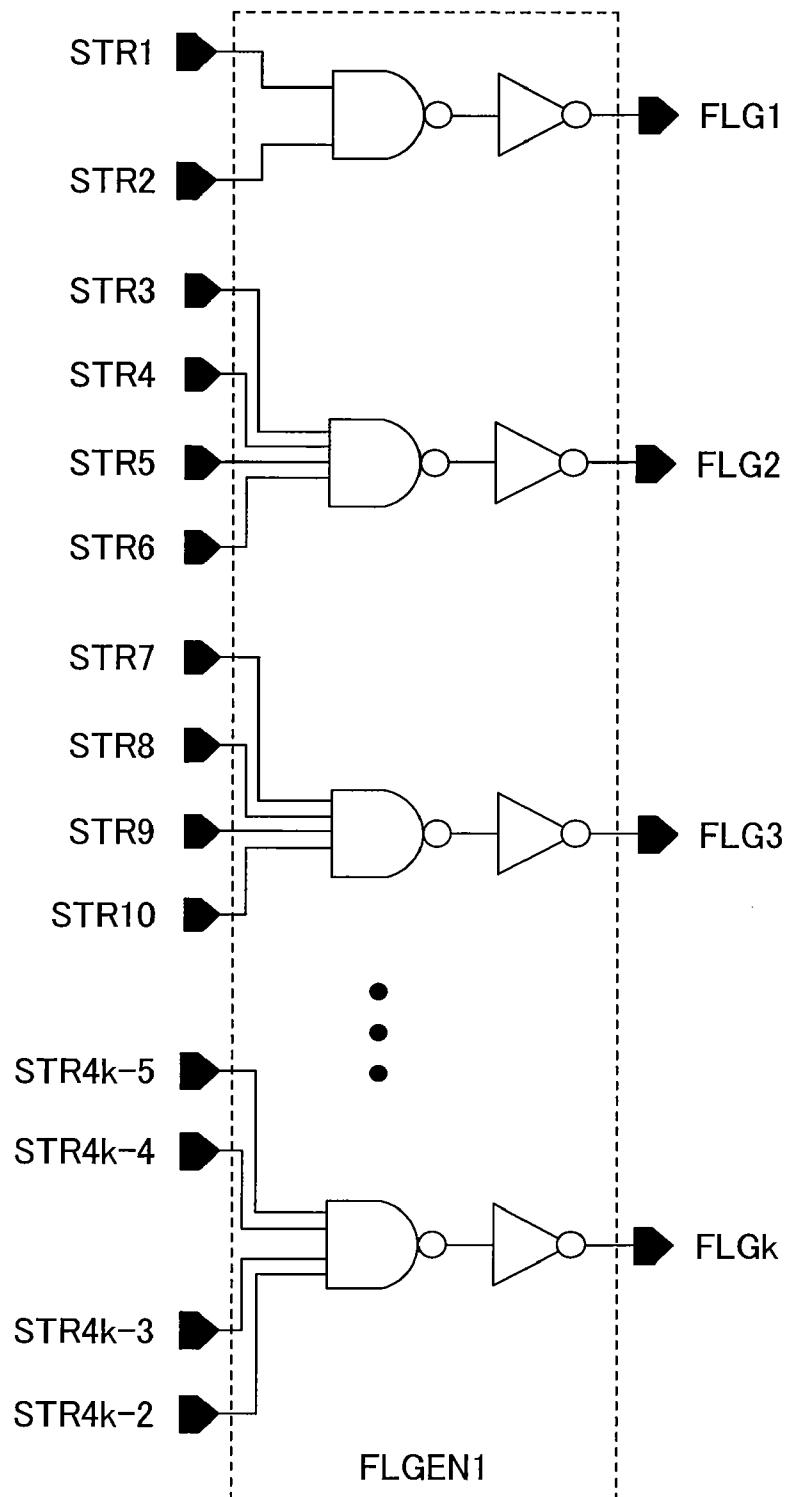 STR1
FLG1
STR2
STR3
STR4
STR5
FLG2
STR6
STR7
STR8
STR9
FLG3
STR10
STR4k-5
STR4k-4
FLGk
STR4k-3
STR4k-2
FLGEN1